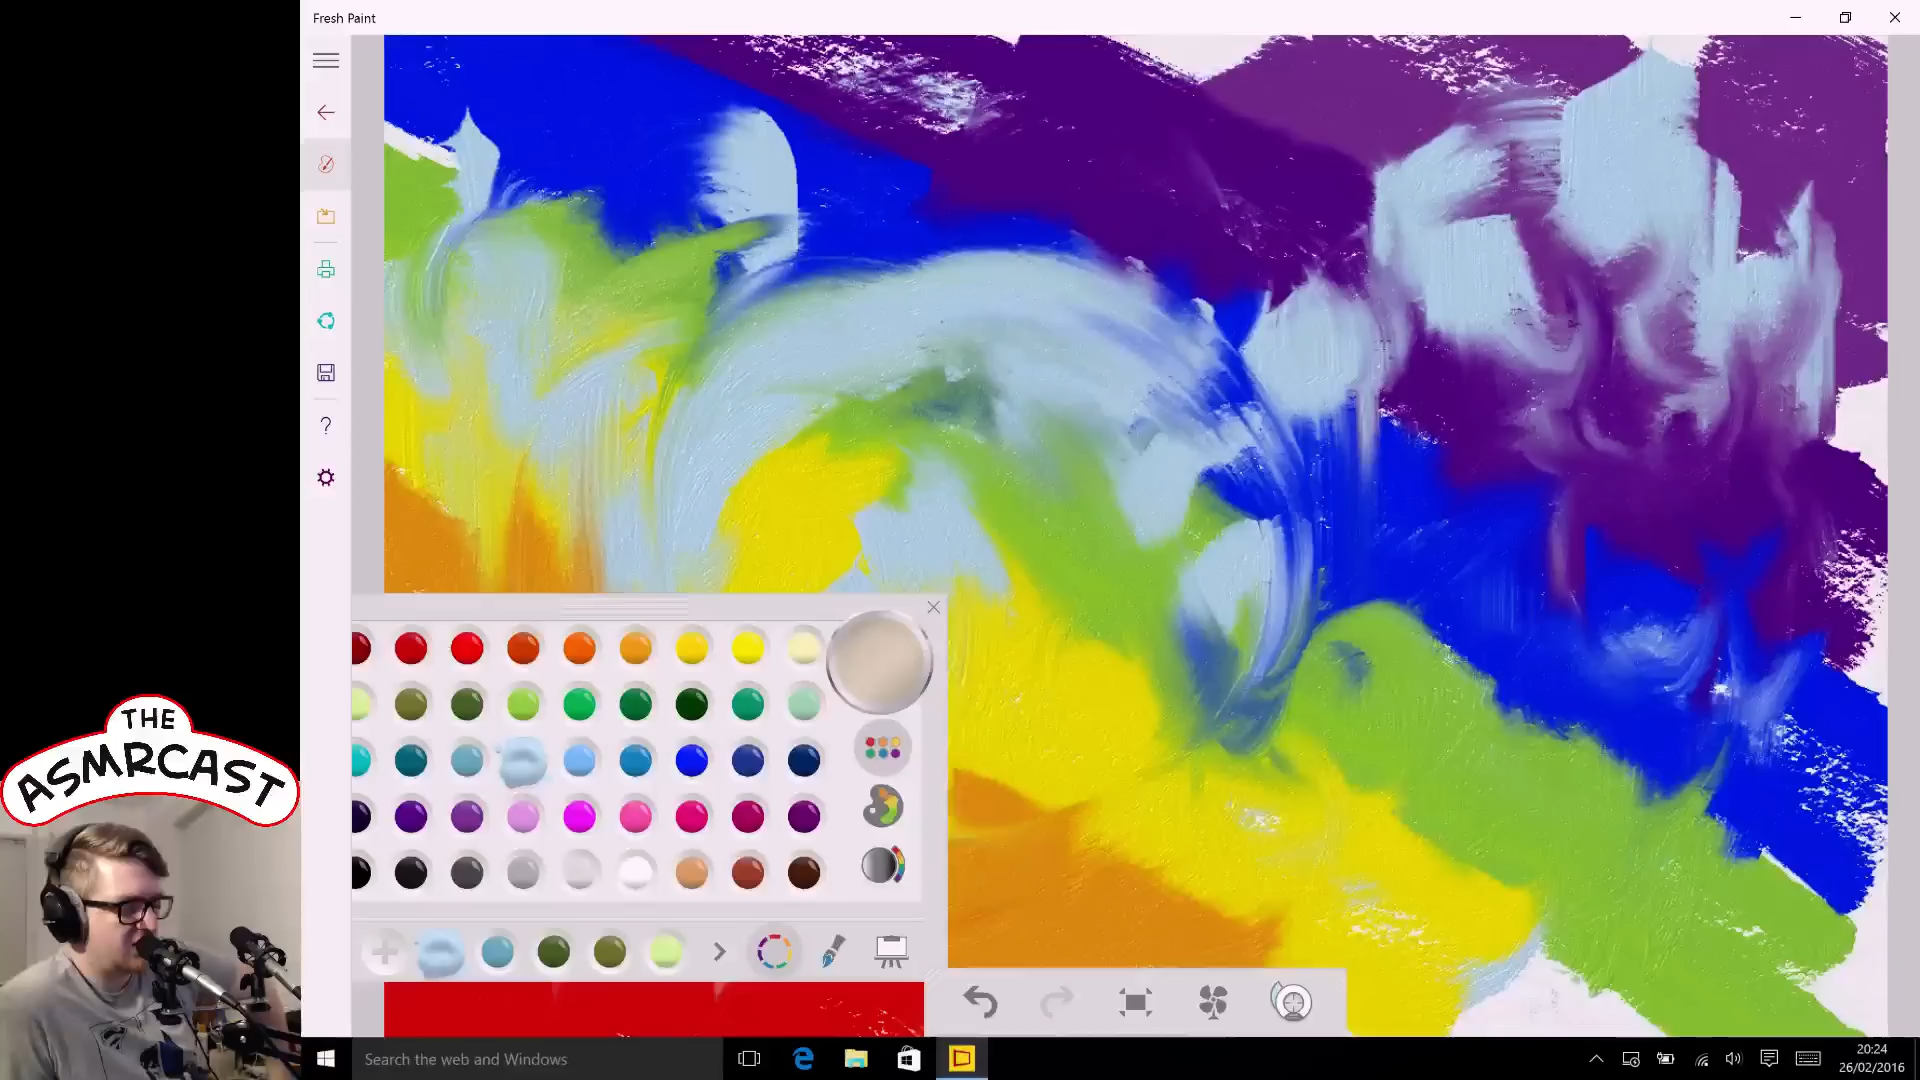 Fresh Paint
THE
ASMRCAST
Search the web and Windows
20:24
26/02/2016